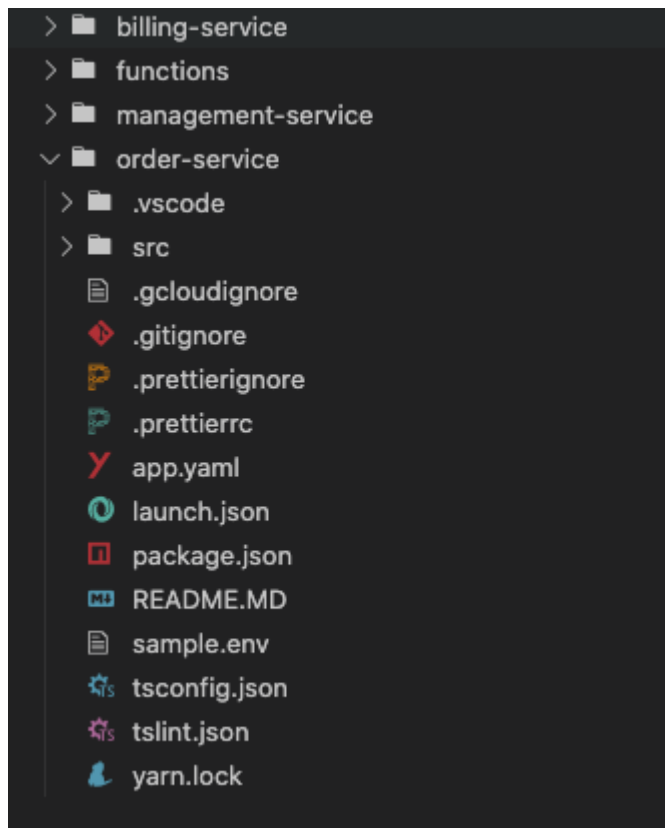 billing-service
functions
management-service
order-service
.vscode
src
.gcloudignore
.gitignore
.prettierignore
.prettierrc
app.yaml
launch.json
package.json
README.MD
sample.env
tsconfig.json
tslint.json
yarn.lock